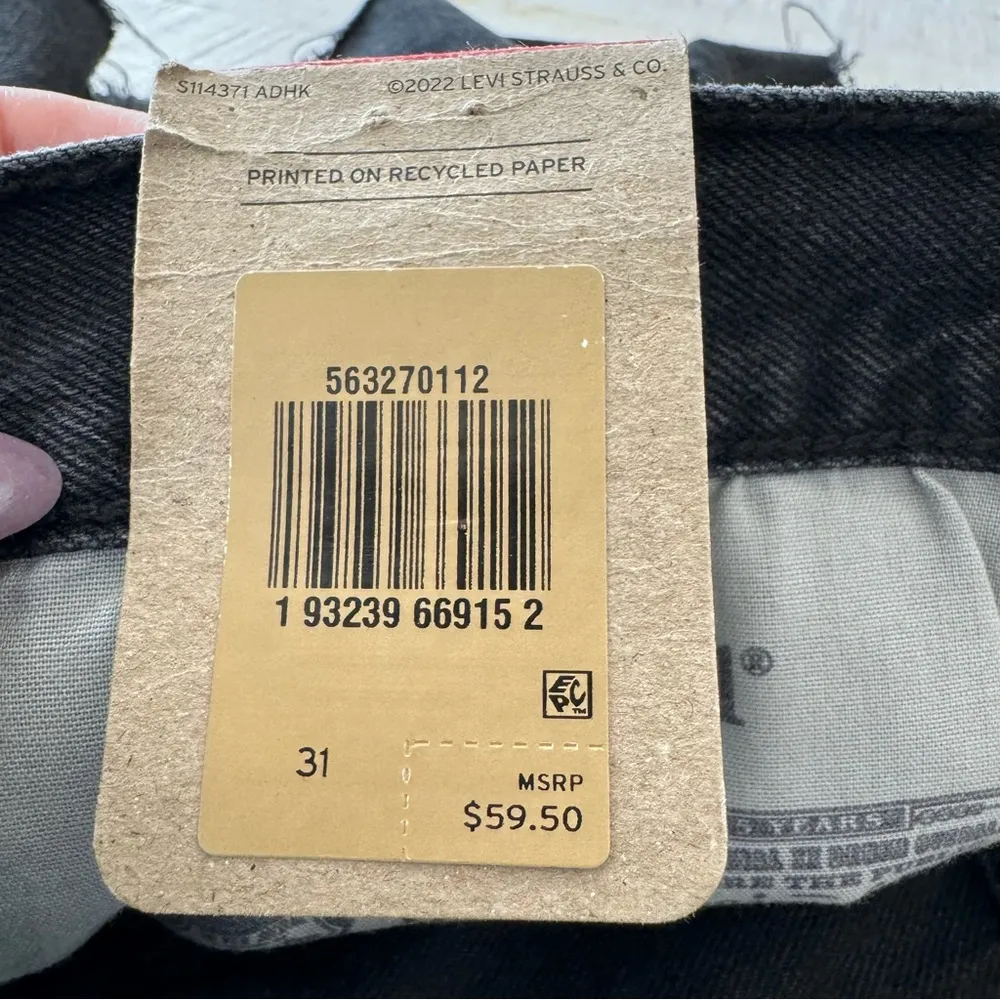 S114371 ADHK
©2022 LEVI STRAUSS & CO.
PRINTED ON RECYCLED PAPER
563270112
1 93239 66915 2
EPC™
31
MSRP
$59.50
®